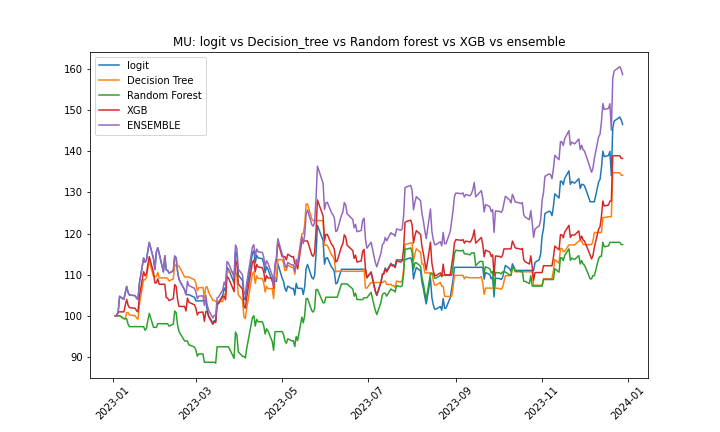 MU: logit vs Decision_tree vs Random forest vs XGB vs ensemble
logit
Decision Tree
Random Forest
XGB
ENSEMBLE
160
150
140
130
120
110
100
90
2023-01
2023-03
2023-05
2023-07
2023-09
2023-11
2024-01